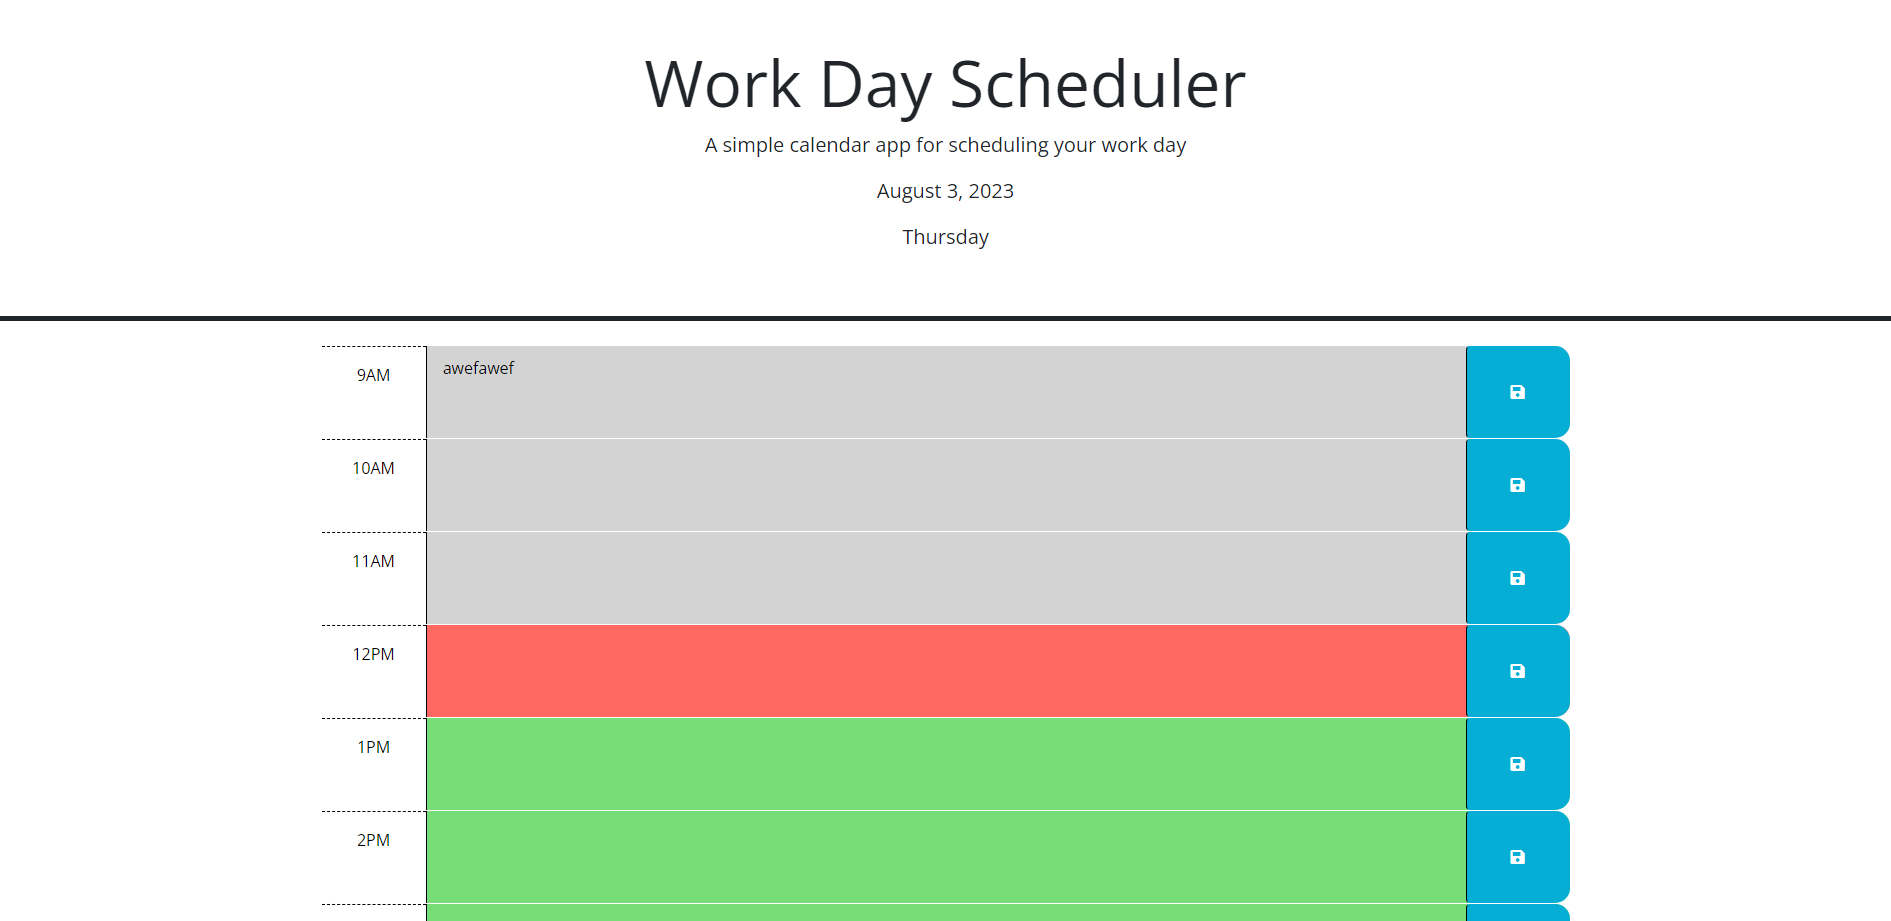 Work Day Scheduler
A simple calendar app for scheduling your work day
August 3, 2023
Thursday
9AM
awefawef
10AM
11AM
12PM
1PM
2PM